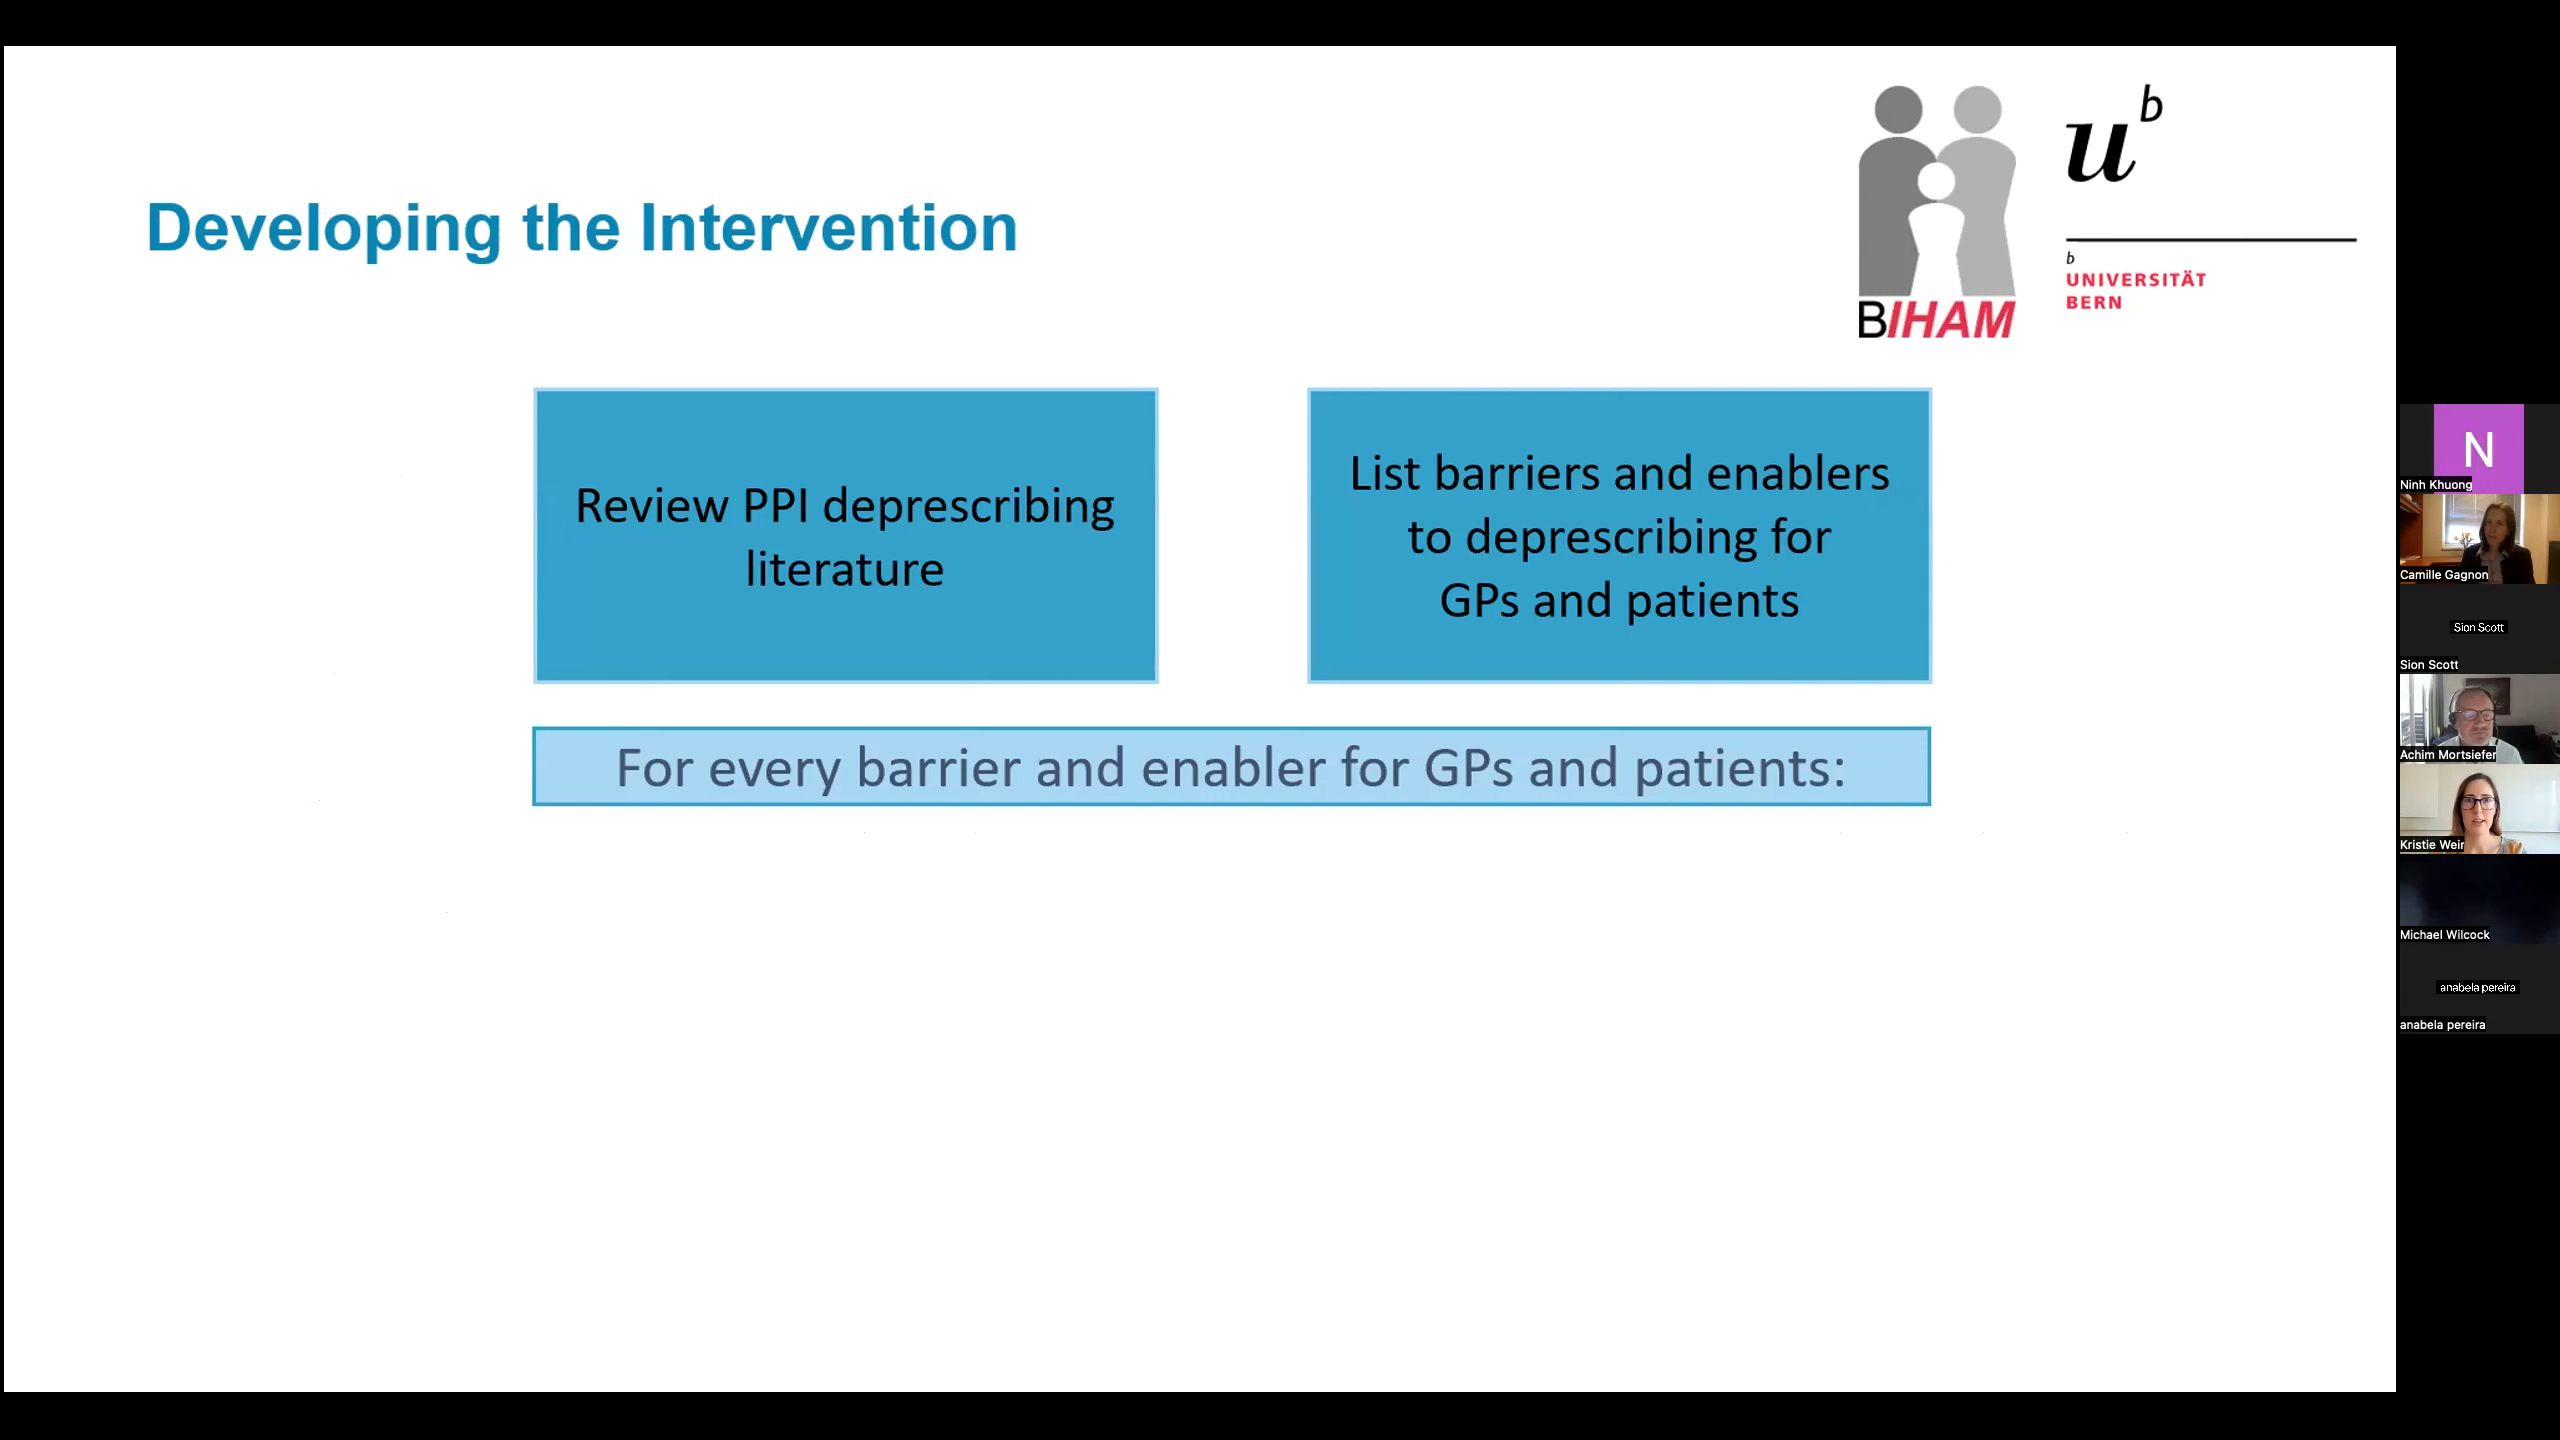 Developing the Intervention
BIHAM
u b
b
UNIVERSITÄT
BERN
Review PPI deprescribing
literature
List barriers and enablers
to deprescribing for
GPs and patients
For every barrier and enabler for GPs and patients:
N
Ninh Khuong
Camille Gagnon
Sion Scott
Sion Scott
Achim Mortsiefer
Kristie Weir
Michael Wilcock
anabela pereira
anabela pereira